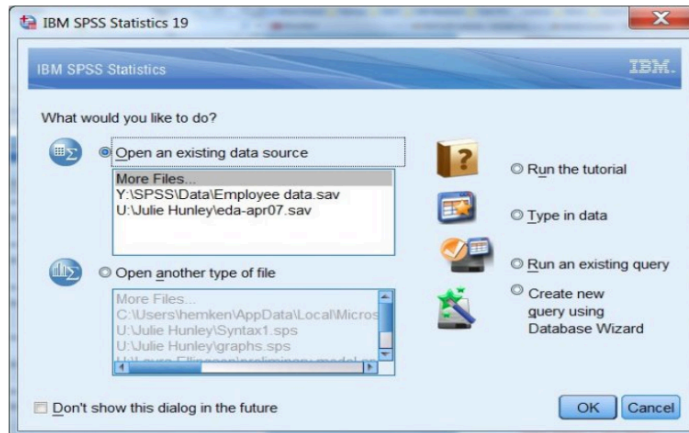 IBM SPSS Statistics 19
IBM SPSS Statistics
IBM.
What would you like to do?
Open an existing data source
More Files...
Y:\SPSS\Data\Employee data.sav
U:\Julie Hunley\eda-apr07.sav
Open another type of file
More Files...
C:\Users\hemken\AppData\Local\Micros
U:\Julie Hunley\Syntax1.sps
U:\Julie Hunley\graphs.sps
Run the tutorial
Type in data
Run an existing query
Create new
query using
Database Wizard
Don't show this dialog in the future
OK
Cancel